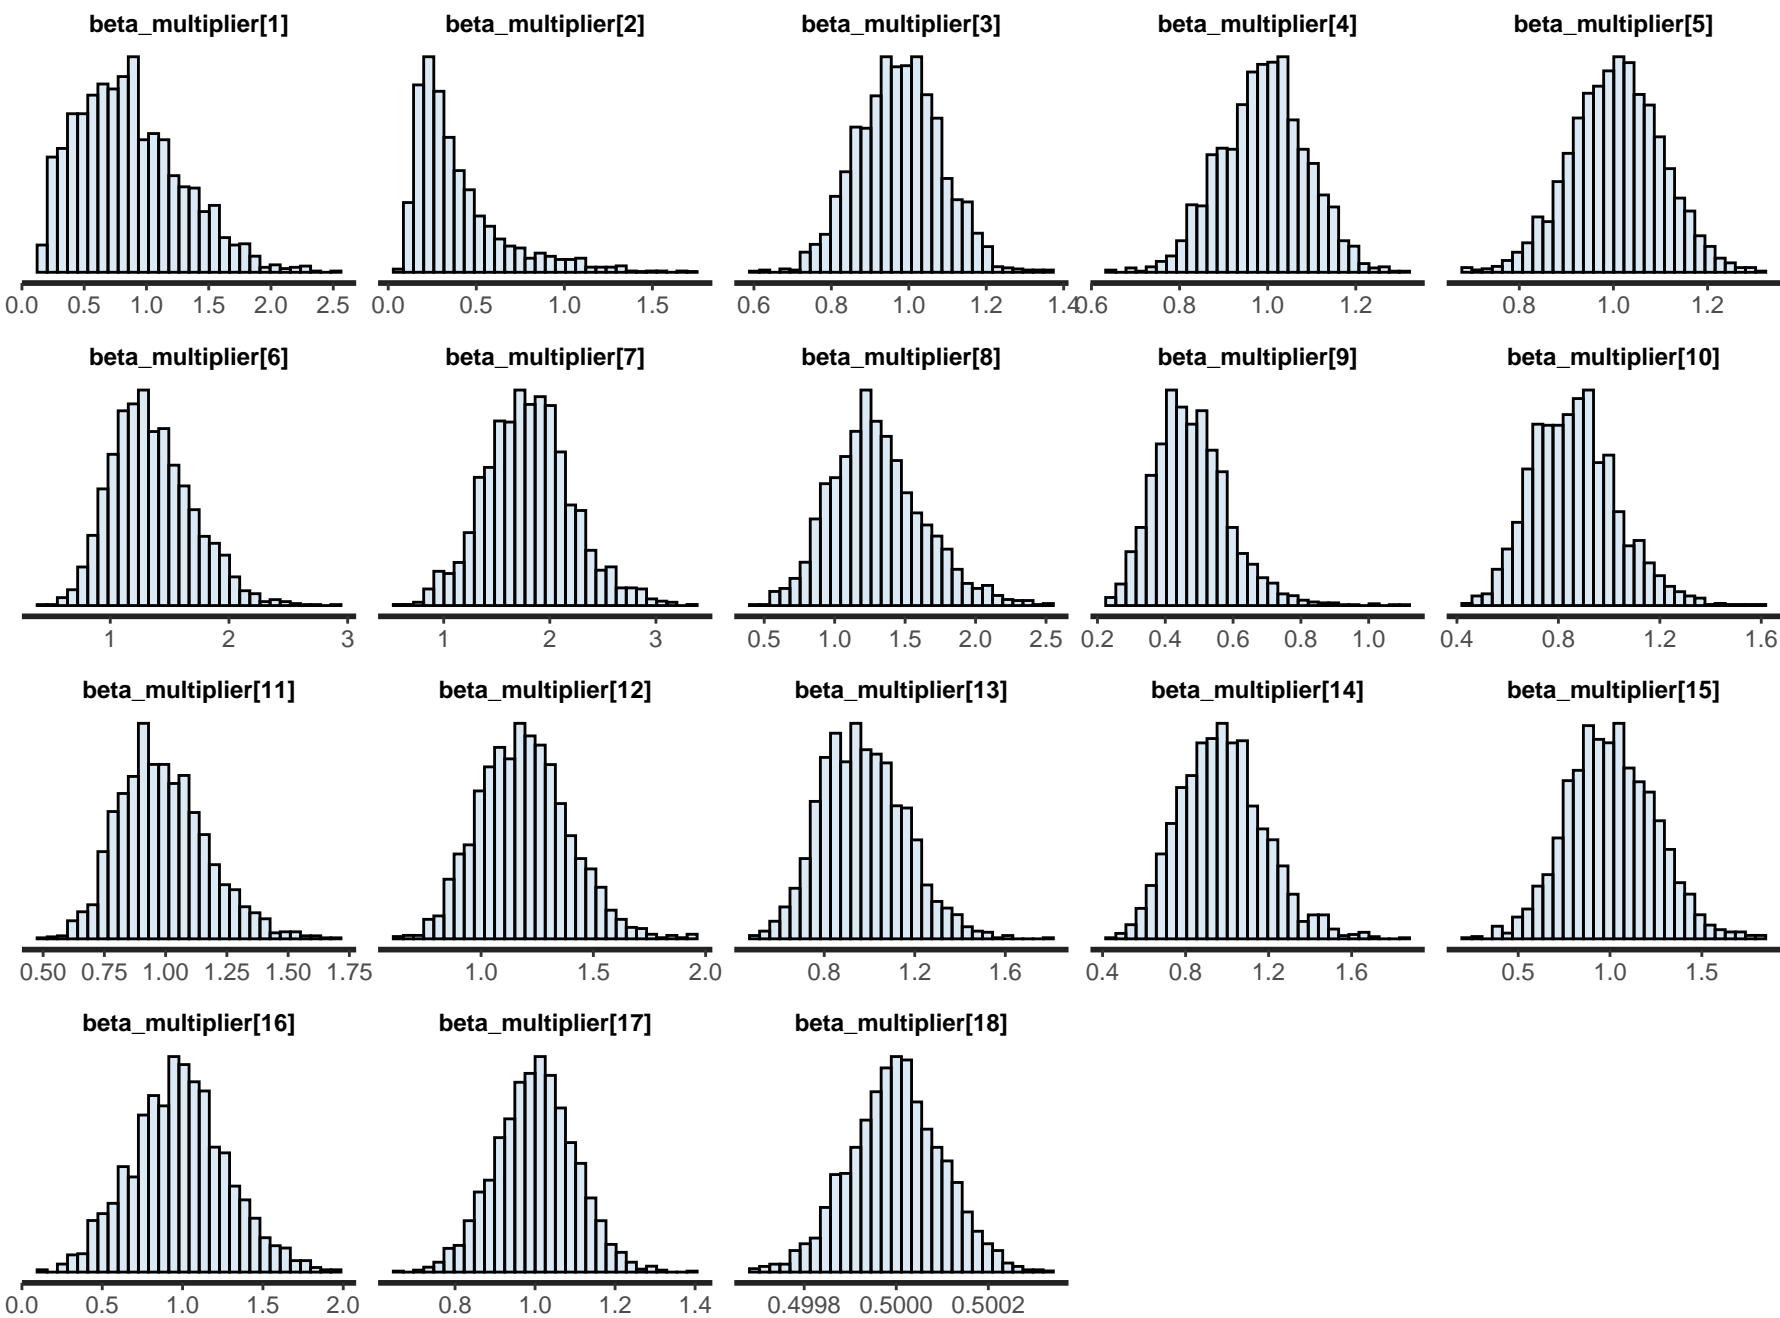 beta_multiplier[1] beta_multiplier[2] beta_multiplier[3] beta_multiplier[4] beta_multiplier[5]
0.0 0.5 1.0 1.5 2.0 2.5 0.0 0.5 1.0 1.5 0.6 0.8 1.0 1.2 1.4 0.6 0.8 1.0 1.2 0.8 1.0 1.2
beta_multiplier[6] beta_multiplier[7] beta_multiplier[8] beta_multiplier[9] beta_multiplier[10]
1 2 3 1 2 3 0.5 1.0 1.5 2.0 2.5 0.2 0.4 0.6 0.8 1.0 0.4 0.8 1.2 1.6
beta_multiplier[11] beta_multiplier[12] beta_multiplier[13] beta_multiplier[14] beta_multiplier[15]
0.50 0.75 1.00 1.25 1.50 1.75 1.0 1.5 2.0 0.8 1.2 1.6 0.4 0.8 1.2 1.6 0.5 1.0 1.5
beta_multiplier[16] beta_multiplier[17] beta_multiplier[18]
0.0 0.5 1.0 1.5 2.0 0.8 1.0 1.2 1.4 0.4998 0.5000 0.5002